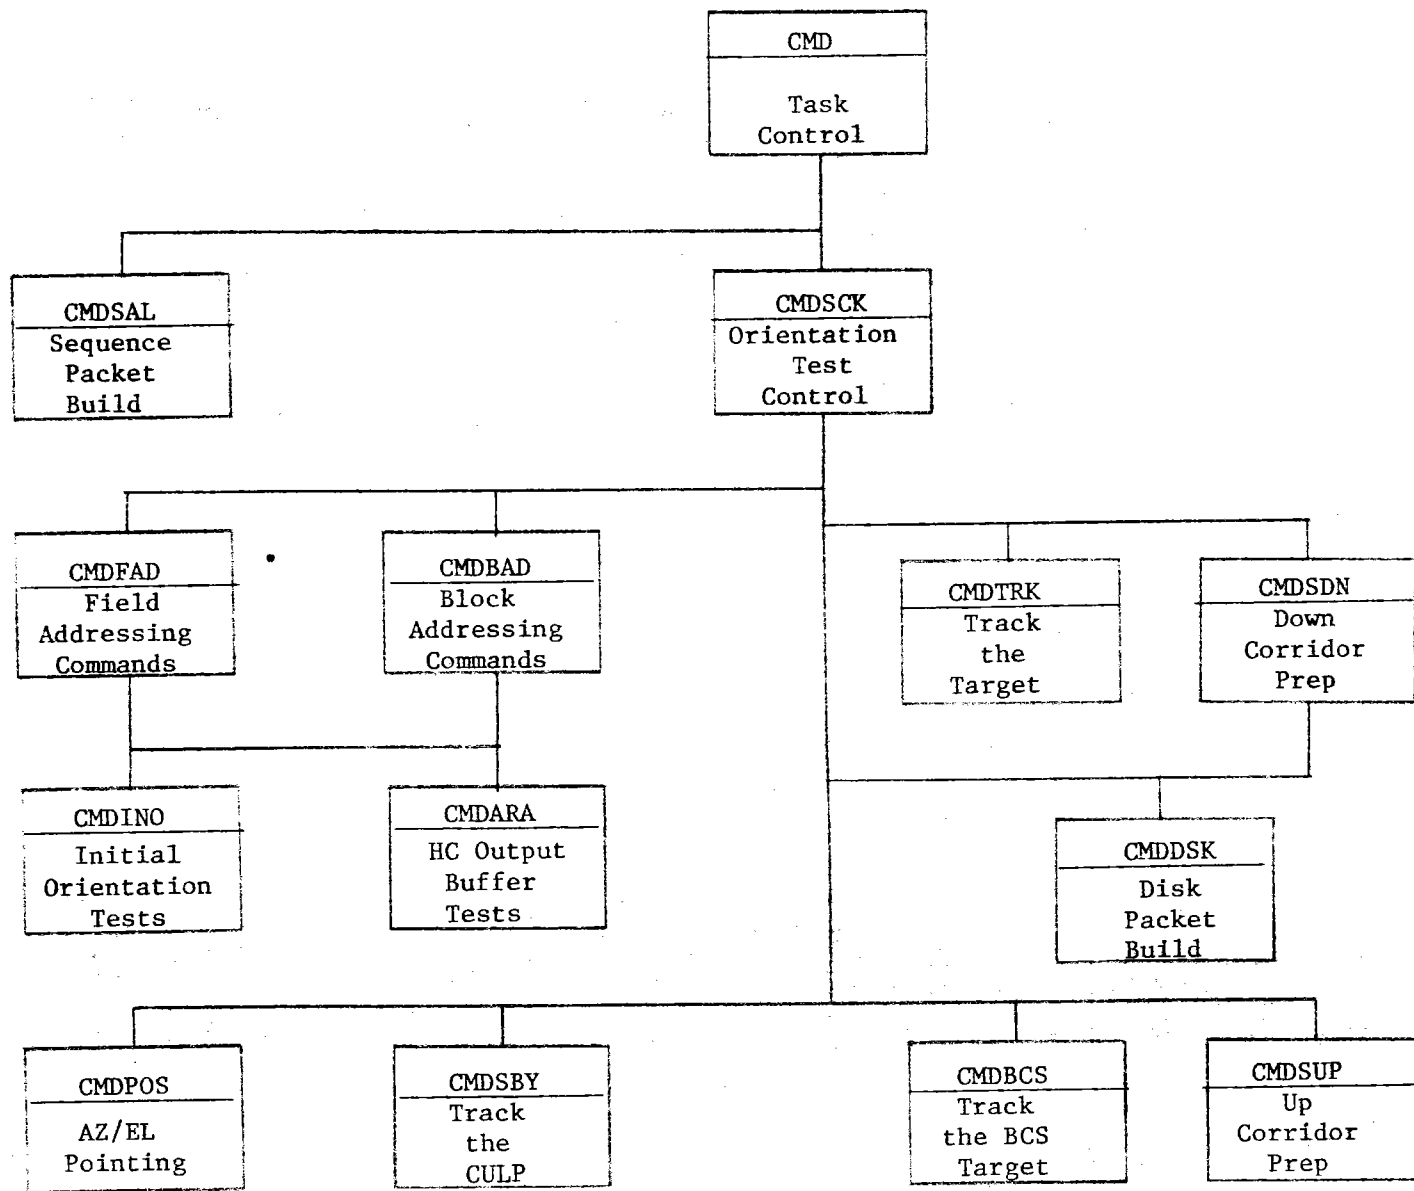 CMD
Task
Control
CMDSAL
Sequence
Packet
Build
CMDSCK
Orientation
Test
Control
CMDFAD
Field
Addressing
Commands
CMDBAD
Block
Addressing
Commands
CMDTRK
Track
the
Target
CMDSDN
Down
Corridor
Prep
CMDINO
Initial
Orientation
Tests
CMDARA
HC Output
Buffer
Tests
CMDDSK
Disk
Packet
Build
CMDPOS
AZ/EL
Pointing
CMDSBY
Track
the
CULP
CMDBCS
Track
the BCS
Target
CMDSUP
Up
Corridor
Prep